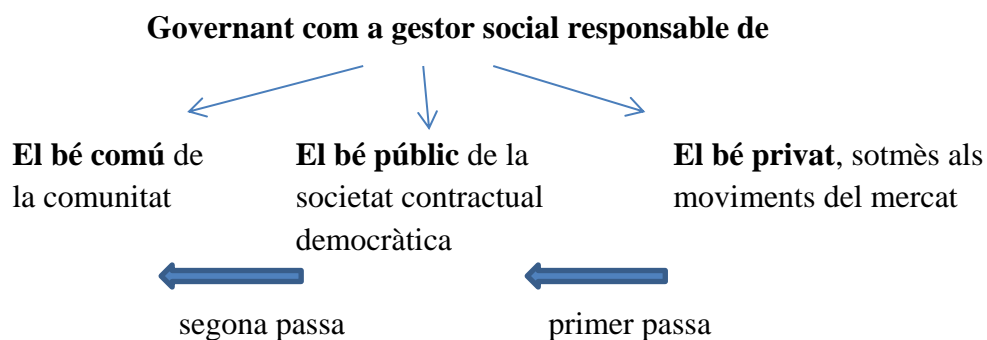 Governant com a gestor social responsable de
El bé comú de
la comunitat
El bé públic de la
societat contractual
democràtica
El bé privat, sotmès als
moviments del mercat
segona passa
primer passa